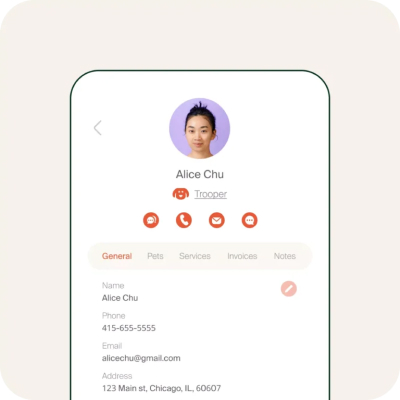 Alice Chu
Trooper
General Pets Services Invoices Notes
Name
Alice Chu
Phone
415-655-5555
Email
alicechu@gmail.com
Address
123 Main st, Chicago, IL, 60607